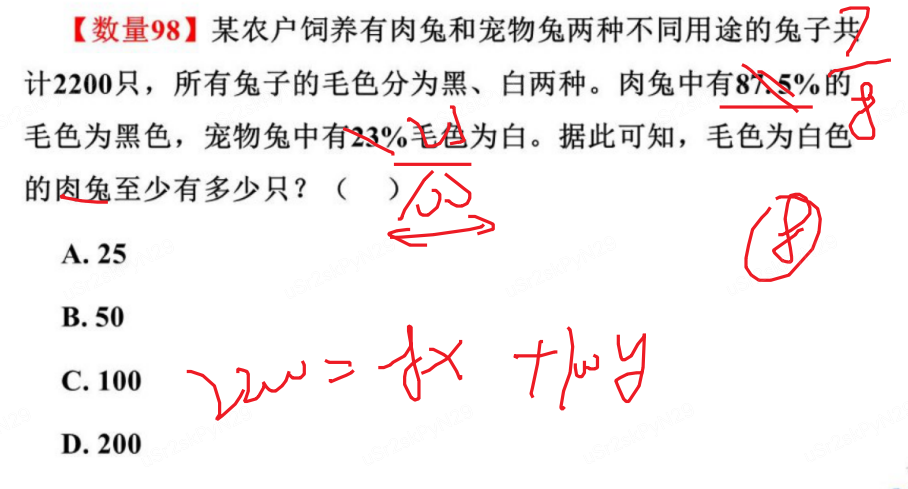 【数量98】某农户饲养有肉兔和宠物兔两种不同用途的兔子共
计2200只，所有兔子的毛色分为黑、白两种。肉兔中有87.5%的
毛色为黑色，宠物兔中有23%毛色为白。据此可知，毛色为白色
的肉兔至少有多少只？（ ）
7
8
23
100
8
A. 25
B. 50
C. 100
D. 200
2200=8x+100y